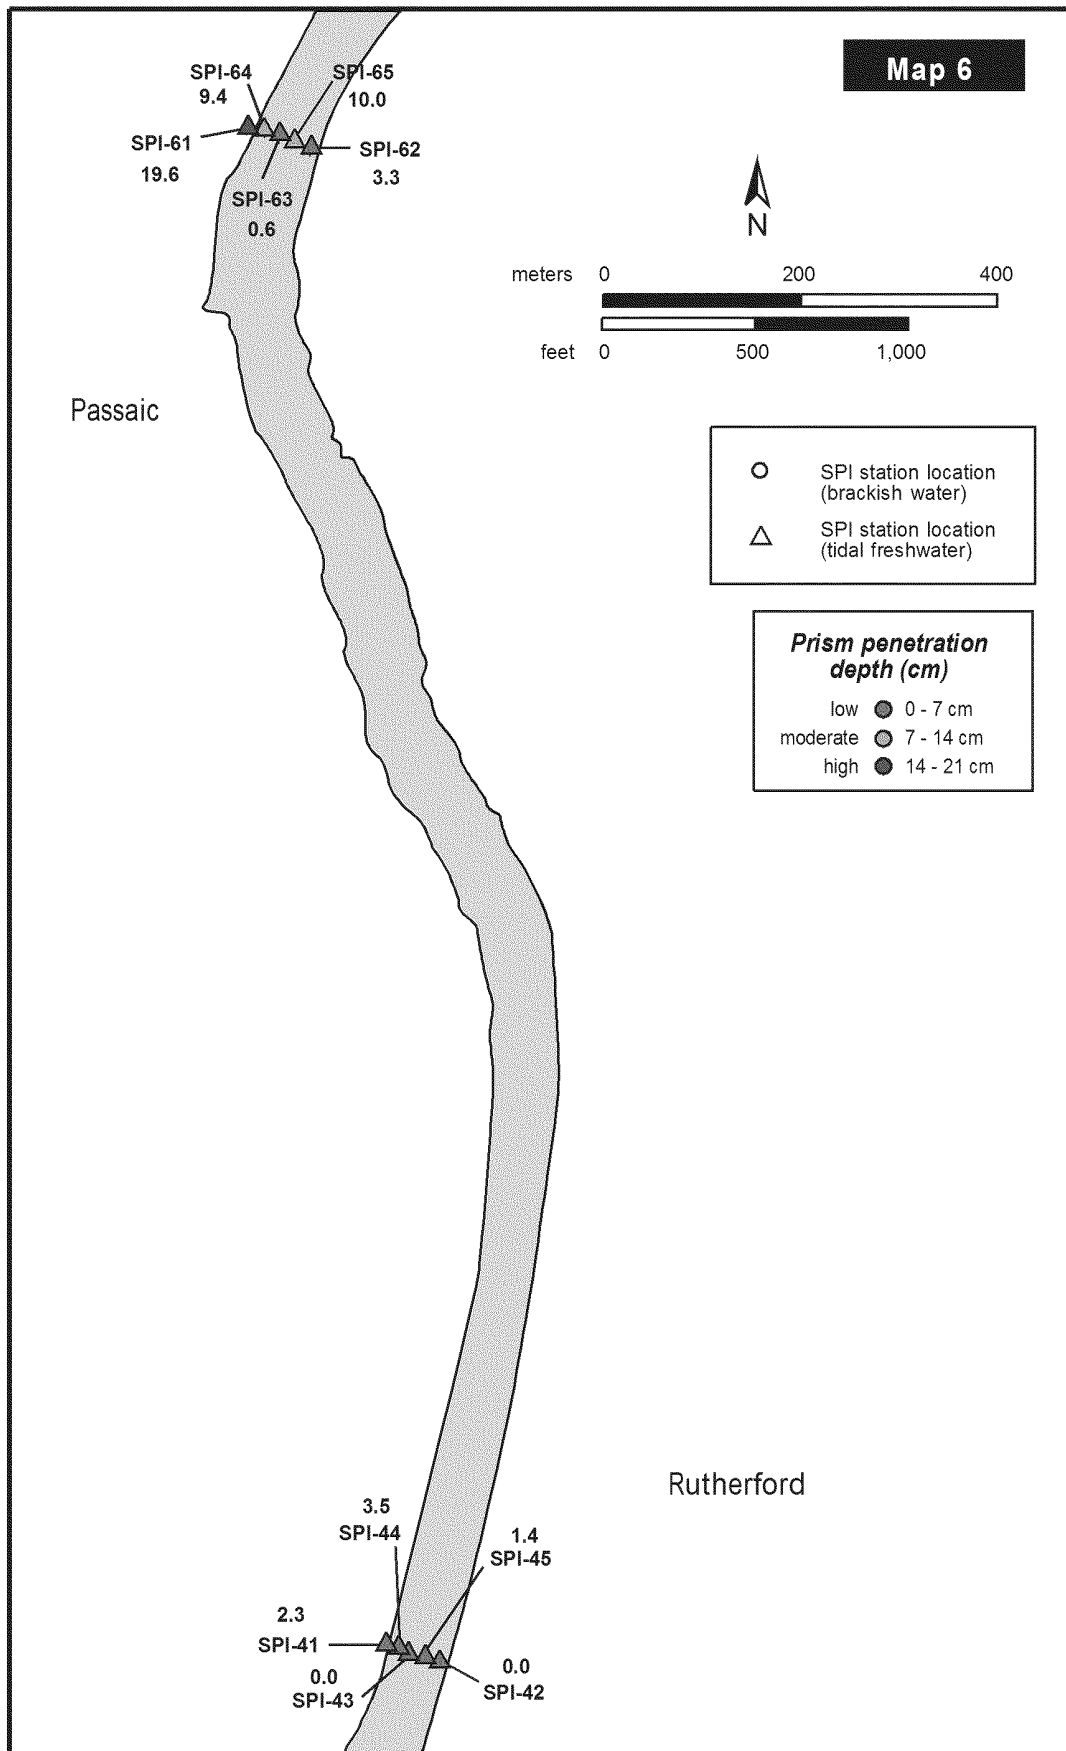 Map 6
SPI-64
9.4
SPI-65
10.0
SPI-61
19.6
SPI-62
3.3
SPI-63
0.6
N
meters 0 200 400
feet 0 500 1,000
Passaic
SPI station location
(brackish water)
SPI station location
(tidal freshwater)
Prism penetration
depth (cm)
low 0 - 7 cm
moderate 7 - 14 cm
high 14 - 21 cm
Rutherford
3.5
SPI-44
1.4
SPI-45
2.3
SPI-41
0.0
SPI-43
0.0
SPI-42